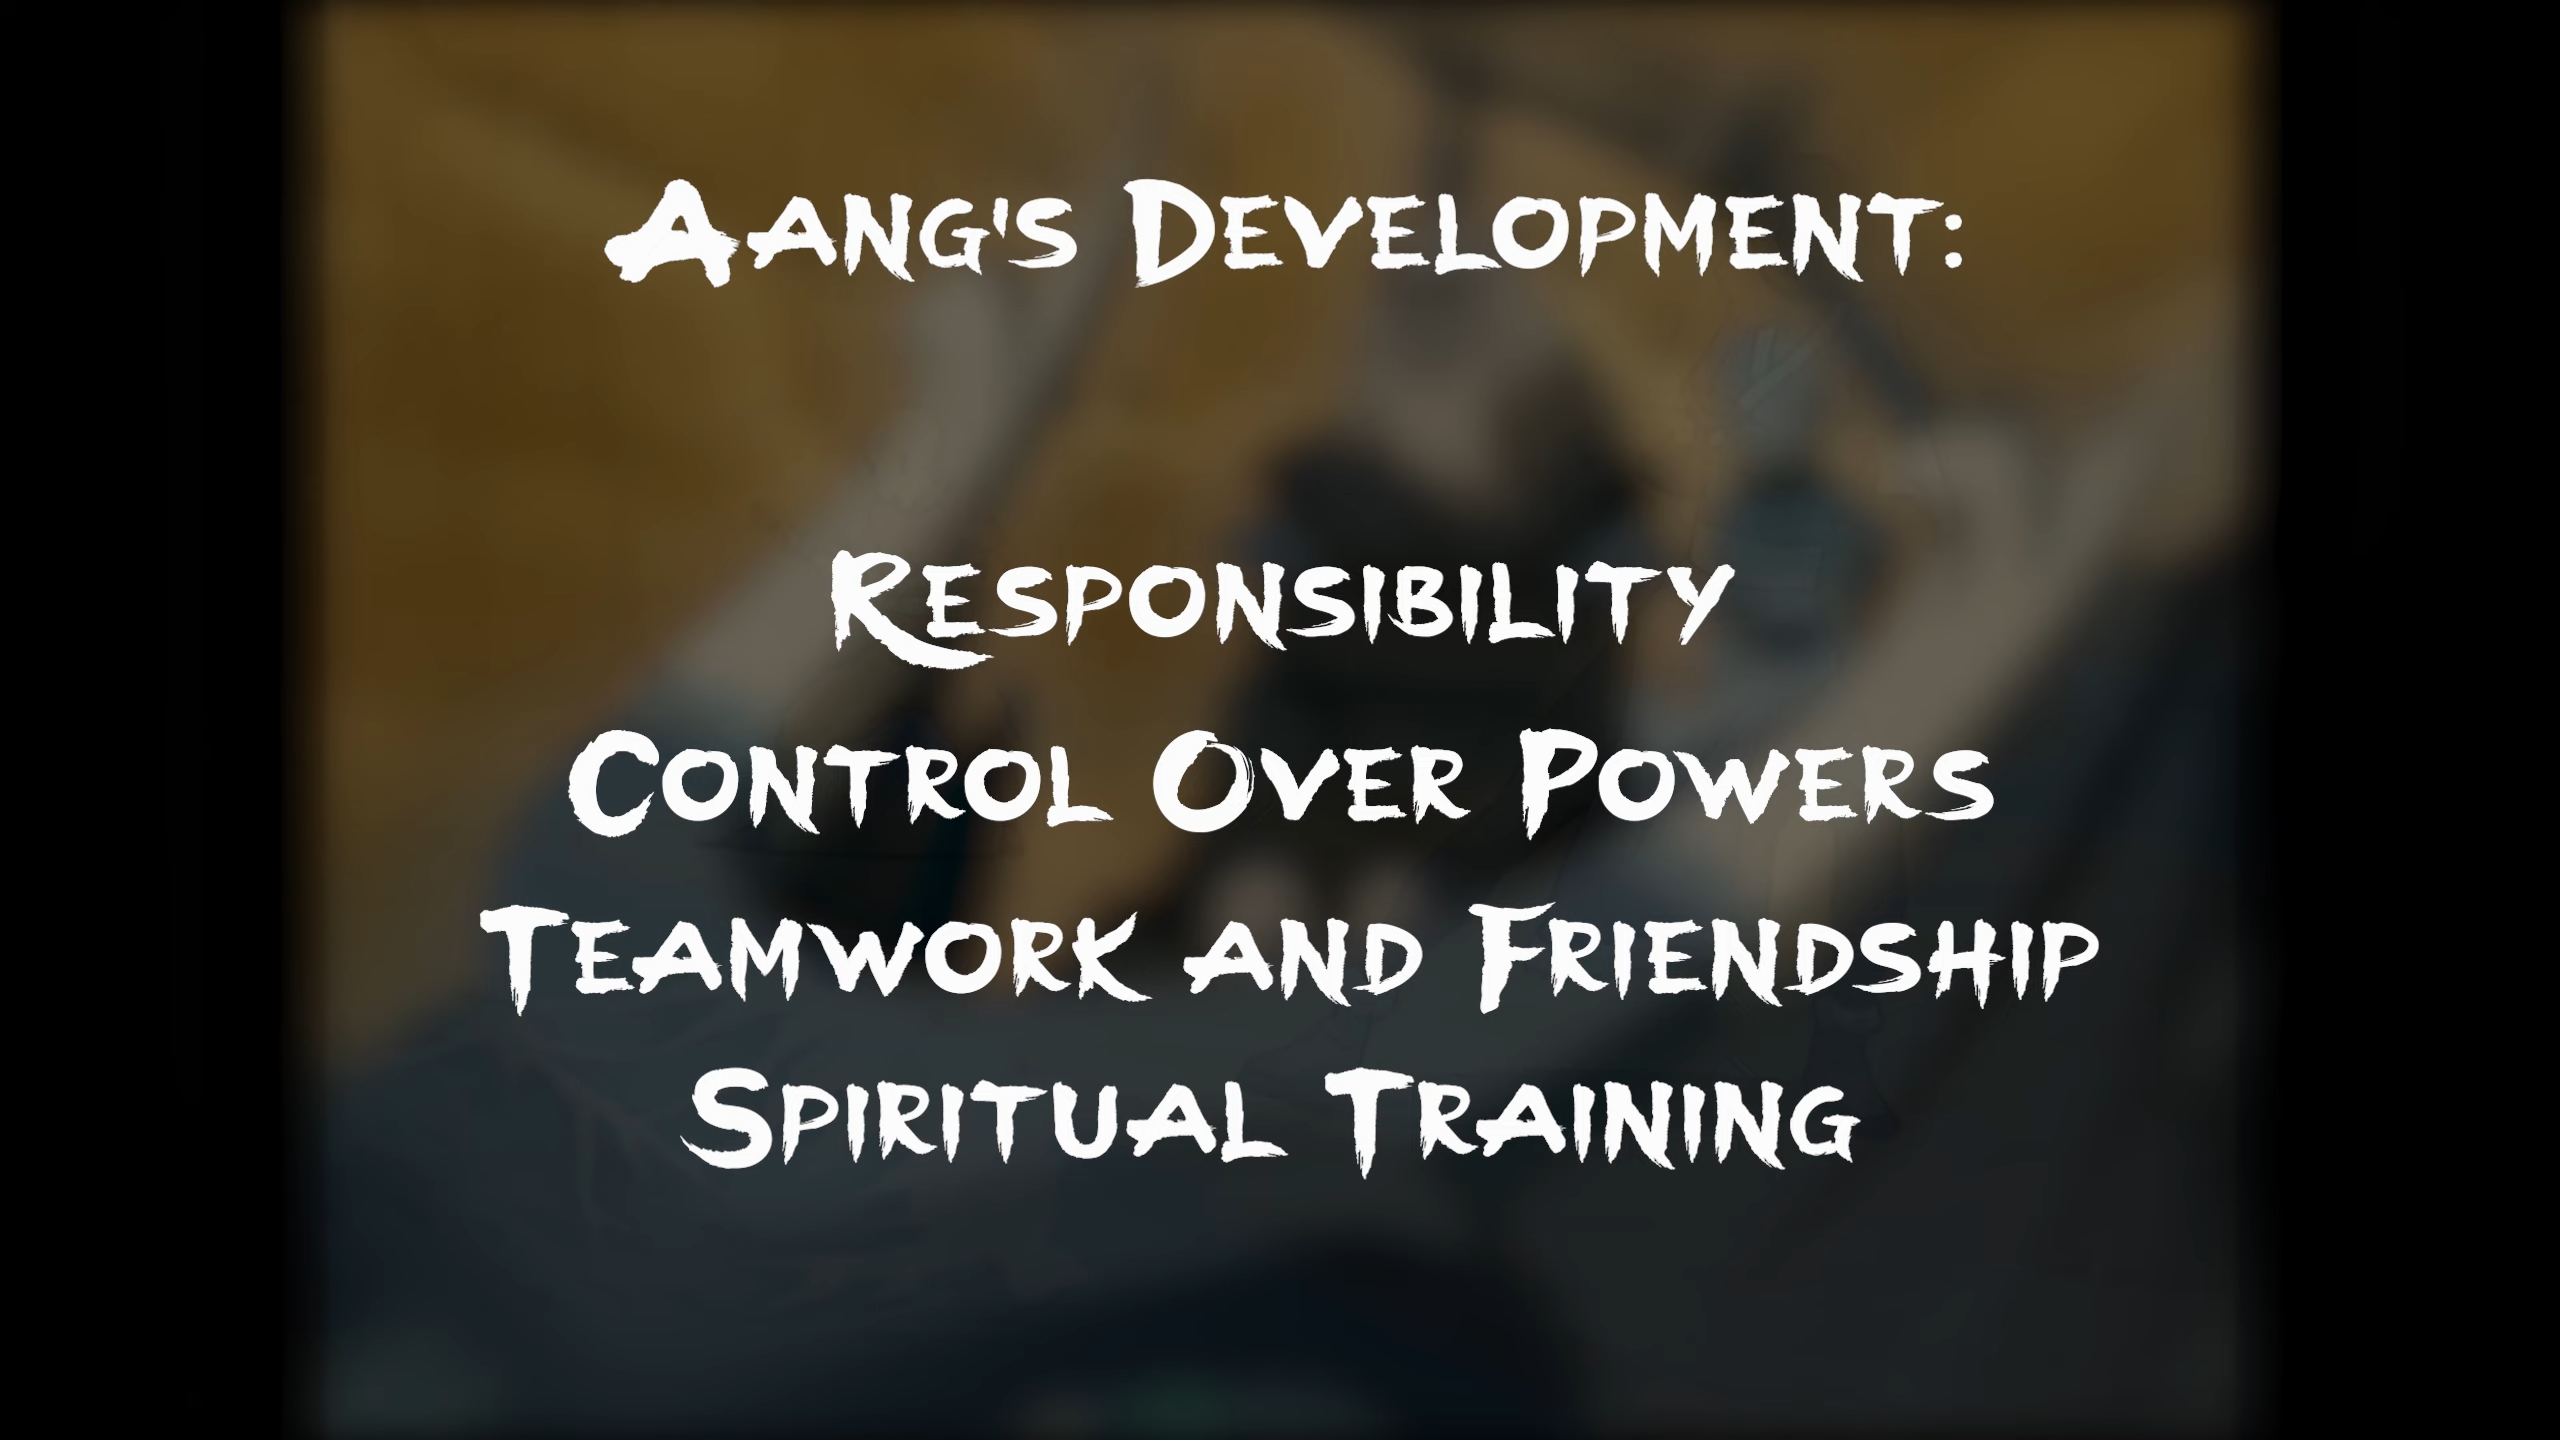 Aang's Development:
Responsibility
Control Over Powers
Teamwork and Friendship
Spiritual Training